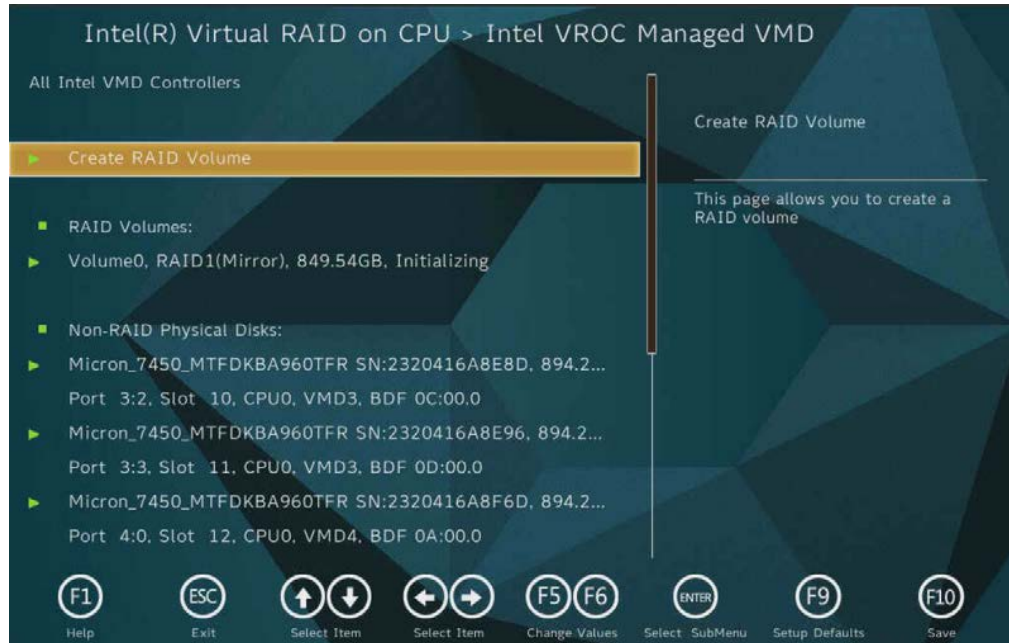 Intel(R) Virtual RAID on CPU > Intel VROC Managed VMD
All Intel VMD Controllers
Create RAID Volume
RAID Volumes:
Volume0, RAID1(Mirror), 849.54GB, Initializing
Non-RAID Physical Disks:
Micron_7450_MTFDKBA960TFR SN:2320416A8E8D, 894.2...
Port 3:2, Slot 10, CPU0, VMD3, BDF 0C:00.0
Micron_7450_MTFDKBA960TFR SN:2320416A8E96, 894.2...
Port 3:3, Slot 11, CPU0, VMD3, BDF 0D:00.0
Micron_7450_MTFDKBA960TFR SN:2320416A8F6D, 894.2...
Port 4:0, Slot 12, CPU0, VMD4, BDF 0A:00.0
Create RAID Volume
This page allows you to create a
RAID volume
F1 ESC F5 F6 ENTER F9 F10
Help Exit Select Item Select Item Change Values Select SubMenu Setup Defaults Save